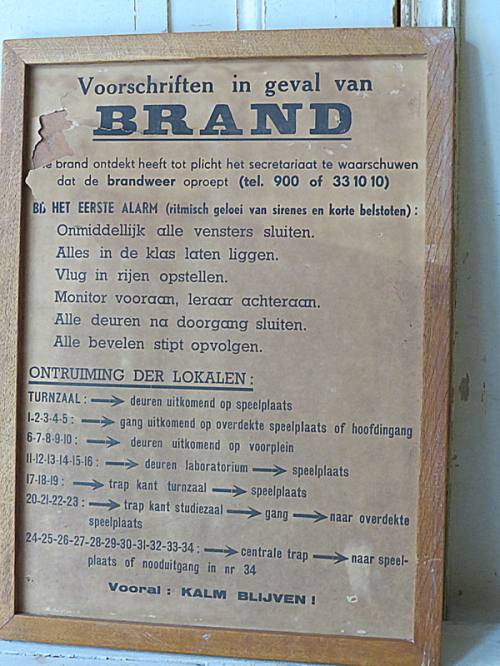 Voorschriften in geval van
BRAND
brand ontdekt heeft tot plicht het secretariaat te waarschuwen
dat de brandweer oproept (tel. 900 of 33 10 10)
BIJ HET EERSTE ALARM (ritmisch geloei van sirenes en korte belstoten) :
Onmiddellijk alle vensters sluiten.
Alles in de klas laten liggen.
Vlug in rijen opstellen.
Monitor vooraan, leraar achteraan.
Alle deuren na doorgang sluiten.
Alle bevelen stipt opvolgen.
ONTRUIMING DER LOKALEN :
TURNZAAL : → deuren uitkomend op speelplaats
1-2-3-4-5 : → gang uitkomend op overdekte speelplaats of hoofdingang
6-7-8-9-10 : → deuren uitkomend op voorplein
11-12-13-14-15-16 : → deuren laboratorium → speelplaats
17-18-19 : → trap kant turnzaal → speelplaats
20-21-22-23 : → trap kant studiezaal → gang → naar overdekte
speelplaats
24-25-26-27-28-29-30-31-32-33-34 : → centrale trap → naar speel-
plaats of nooduitgang in nr 34
Vooral : KALM BLIJVEN !